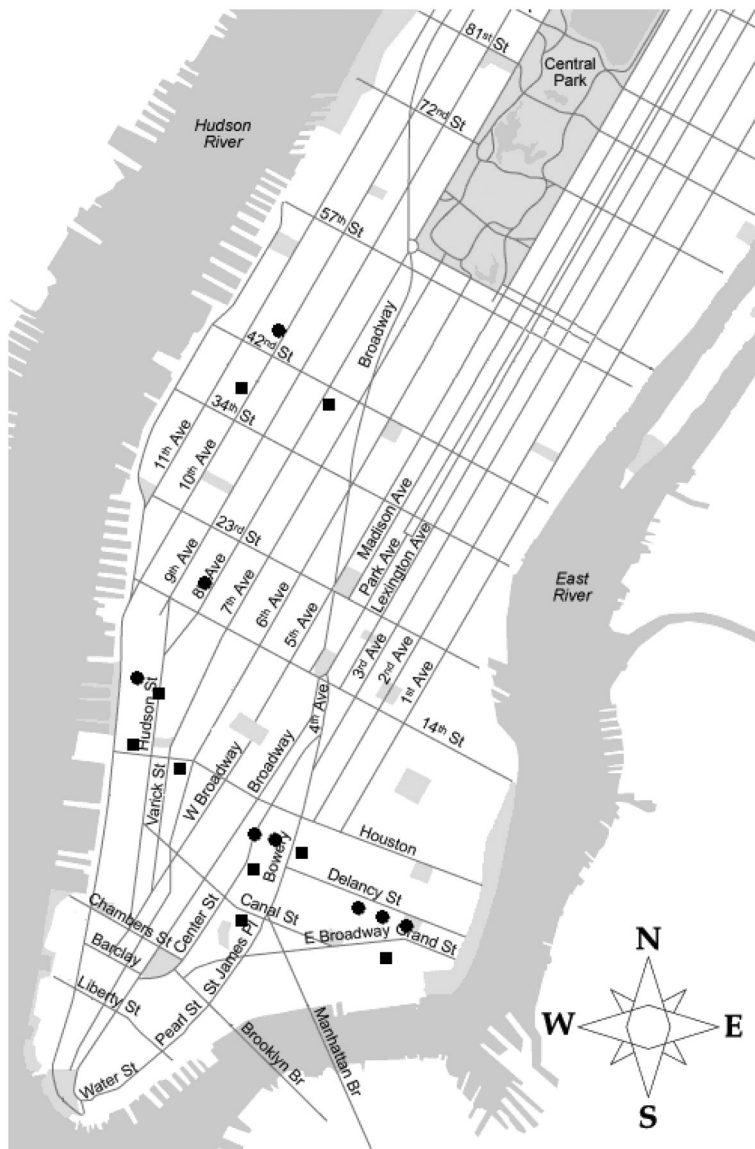 81st St
Central
Park
72nd St
Hudson
River
57th St
Broadway
42nd St
34th St
11th Ave
10th Ave
23rd St
Madison Ave
Park Ave
Lexington Ave
9th Ave
8th Ave
7th Ave
6th Ave
5th Ave
East
River
3rd Ave
2nd Ave
1st Ave
4th Ave
14th St
Hudson St
Varick St
W Broadway
Broadway
Houston
Bowery
Delancy St
Canal St
Grand St
E Broadway
Center St
Chambers St
Barclay
St James Pl
Liberty St
Pearl St
Water St
Brooklyn Br
Manhattan Br
N
W
E
S